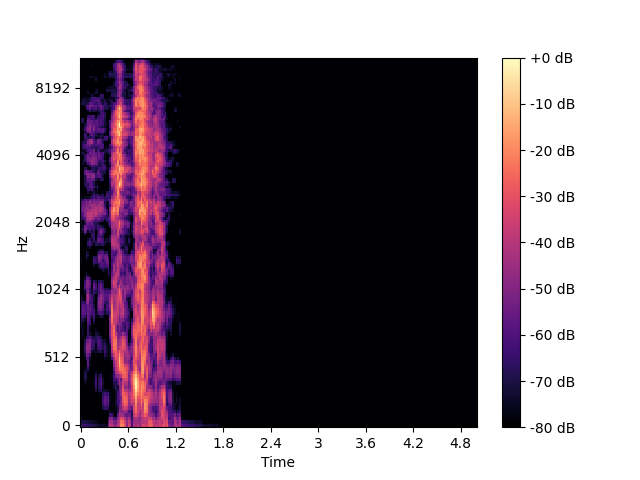 +0 dB
8192
-10 dB
4096
-20 dB
-30 dB
2048
Hz
-40 dB
1024
-50 dB
512
-60 dB
-70 dB
0
-80 dB
0 0.6 1.2 1.8 2.4 3 3.6 4.2 4.8
Time